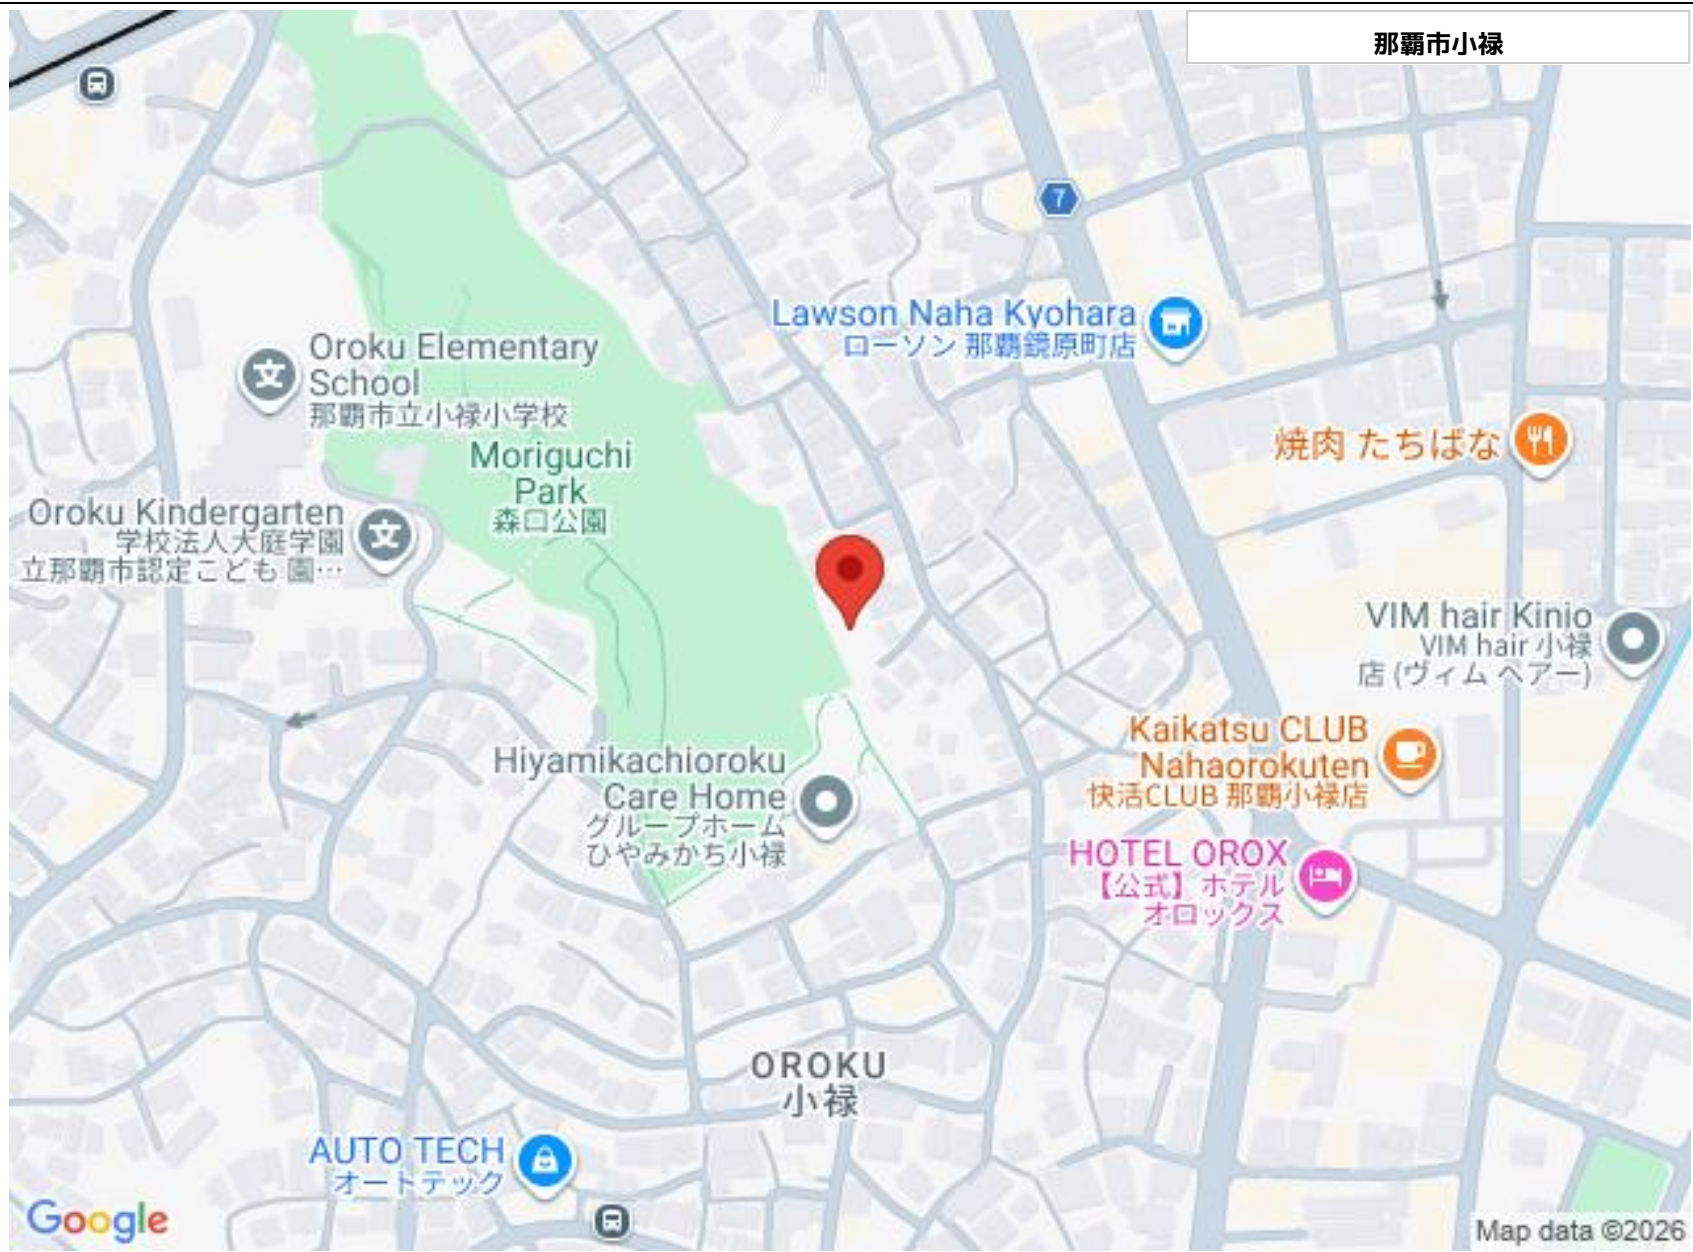 那覇市小禄
7
Lawson Naha Kyohara
ローソン 那覇鏡原町店
Oroku Elementary
School
那覇市立小禄小学校
焼肉 たちばな
Moriguchi
Park
森口公園
Oroku Kindergarten
学校法人大庭学園
立那覇市認定こども 園…
VIM hair Kinio
VIM hair 小禄
店 (ヴィム ヘアー)
Kaikatsu CLUB
Nahaorokuten
快活CLUB 那覇小禄店
Hiyamikachioroku
Care Home
グループホーム
ひやみかち小禄
HOTEL OROX
【公式】ホテル
オロックス
OROKU
小禄
AUTO TECH
オートテック
Google
Map data ©2026